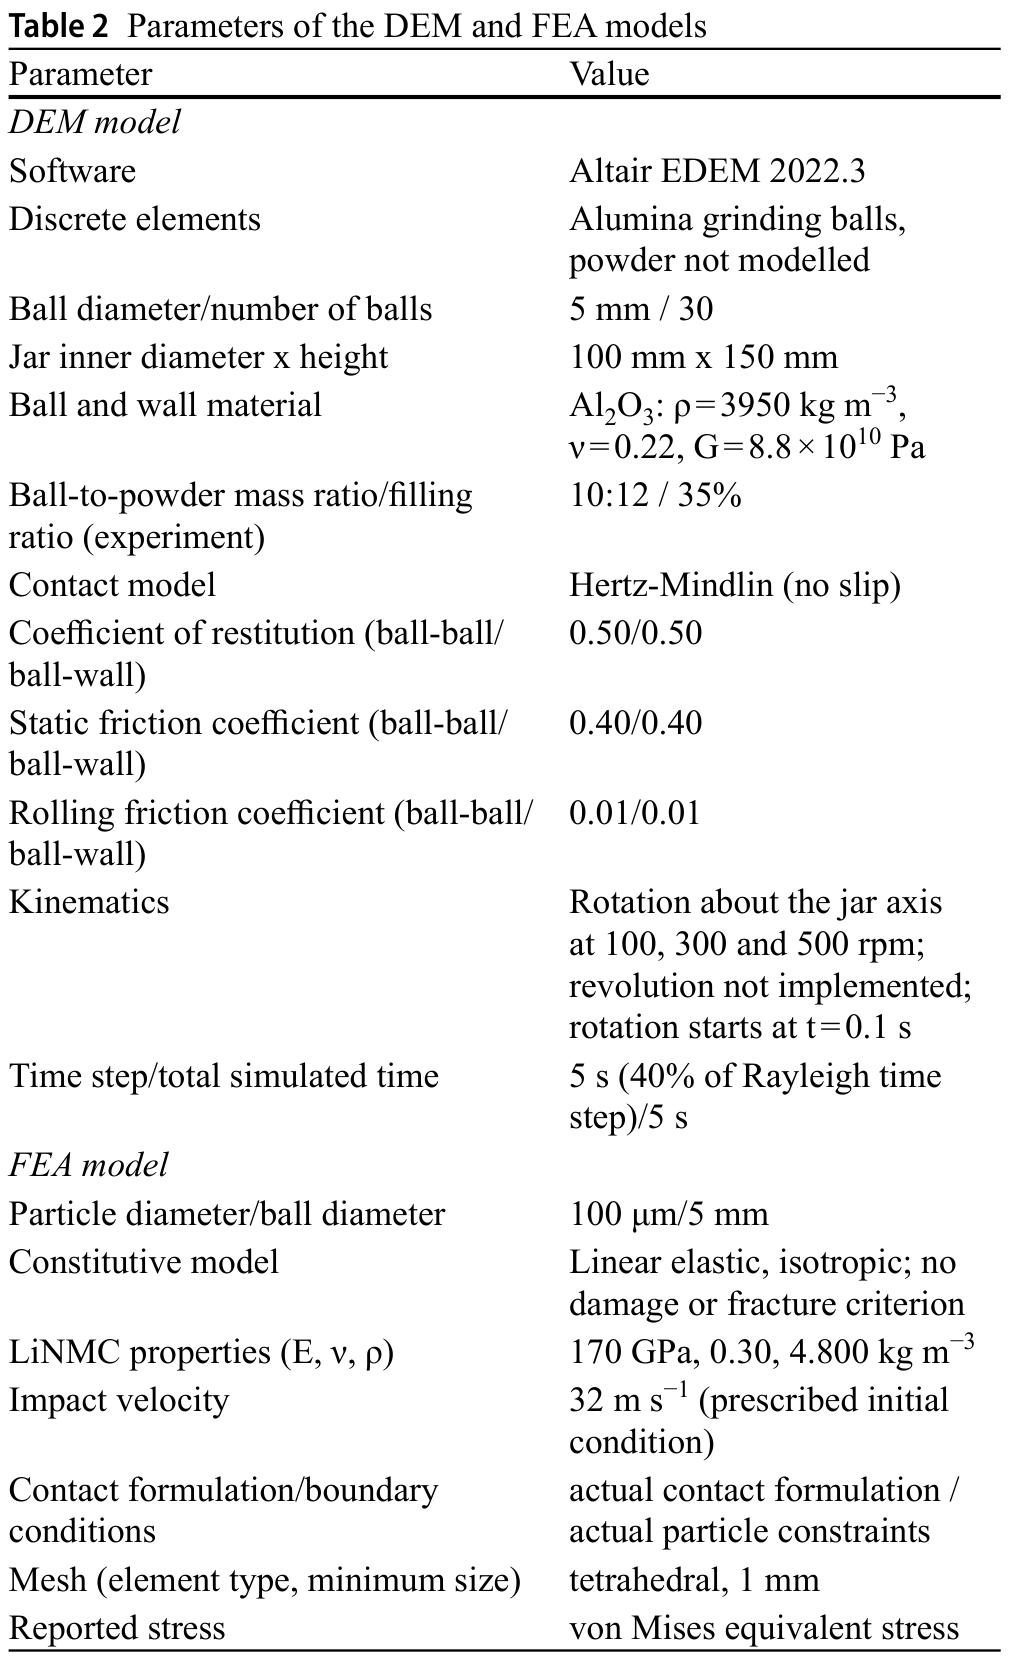 Table 2 Parameters of the DEM and FEA models
Parameter Value
DEM model
Software Altair EDEM 2022.3
Discrete elements Alumina grinding balls,
powder not modelled
Ball diameter/number of balls 5 mm / 30
Jar inner diameter x height 100 mm x 150 mm
Ball and wall material Al₂O₃: ρ=3950 kg m⁻³,
ν=0.22, G=8.8×10¹⁰ Pa
Ball-to-powder mass ratio/filling 10:12 / 35%
ratio (experiment)
Contact model Hertz-Mindlin (no slip)
Coefficient of restitution (ball-ball/ 0.50/0.50
ball-wall)
Static friction coefficient (ball-ball/ 0.40/0.40
ball-wall)
Rolling friction coefficient (ball-ball/ 0.01/0.01
ball-wall)
Kinematics Rotation about the jar axis
at 100, 300 and 500 rpm;
revolution not implemented;
rotation starts at t=0.1 s
Time step/total simulated time 5 s (40% of Rayleigh time
step)/5 s
FEA model
Particle diameter/ball diameter 100 μm/5 mm
Constitutive model Linear elastic, isotropic; no
damage or fracture criterion
LiNMC properties (E, ν, ρ) 170 GPa, 0.30, 4.800 kg m⁻³
Impact velocity 32 m s⁻¹ (prescribed initial
condition)
Contact formulation/boundary actual contact formulation /
conditions actual particle constraints
Mesh (element type, minimum size) tetrahedral, 1 mm
Reported stress von Mises equivalent stress